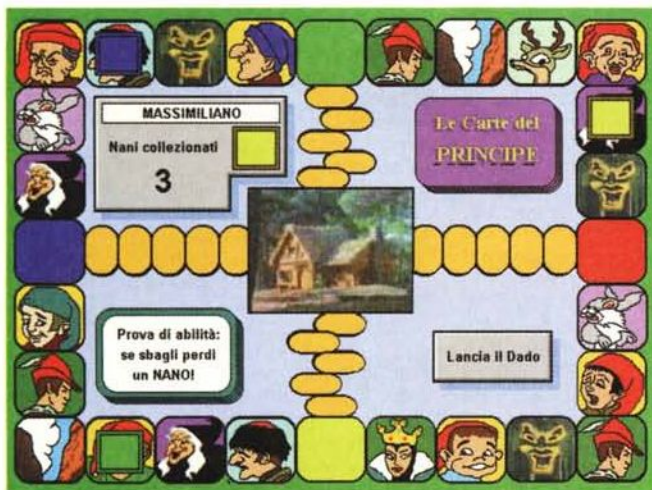 MASSIMILIANO
Nani collezionati
3
Le Carte del
PRINCIPE
Prova di abilità:
se sbagli perdi
un NANO!
Lancia il Dado